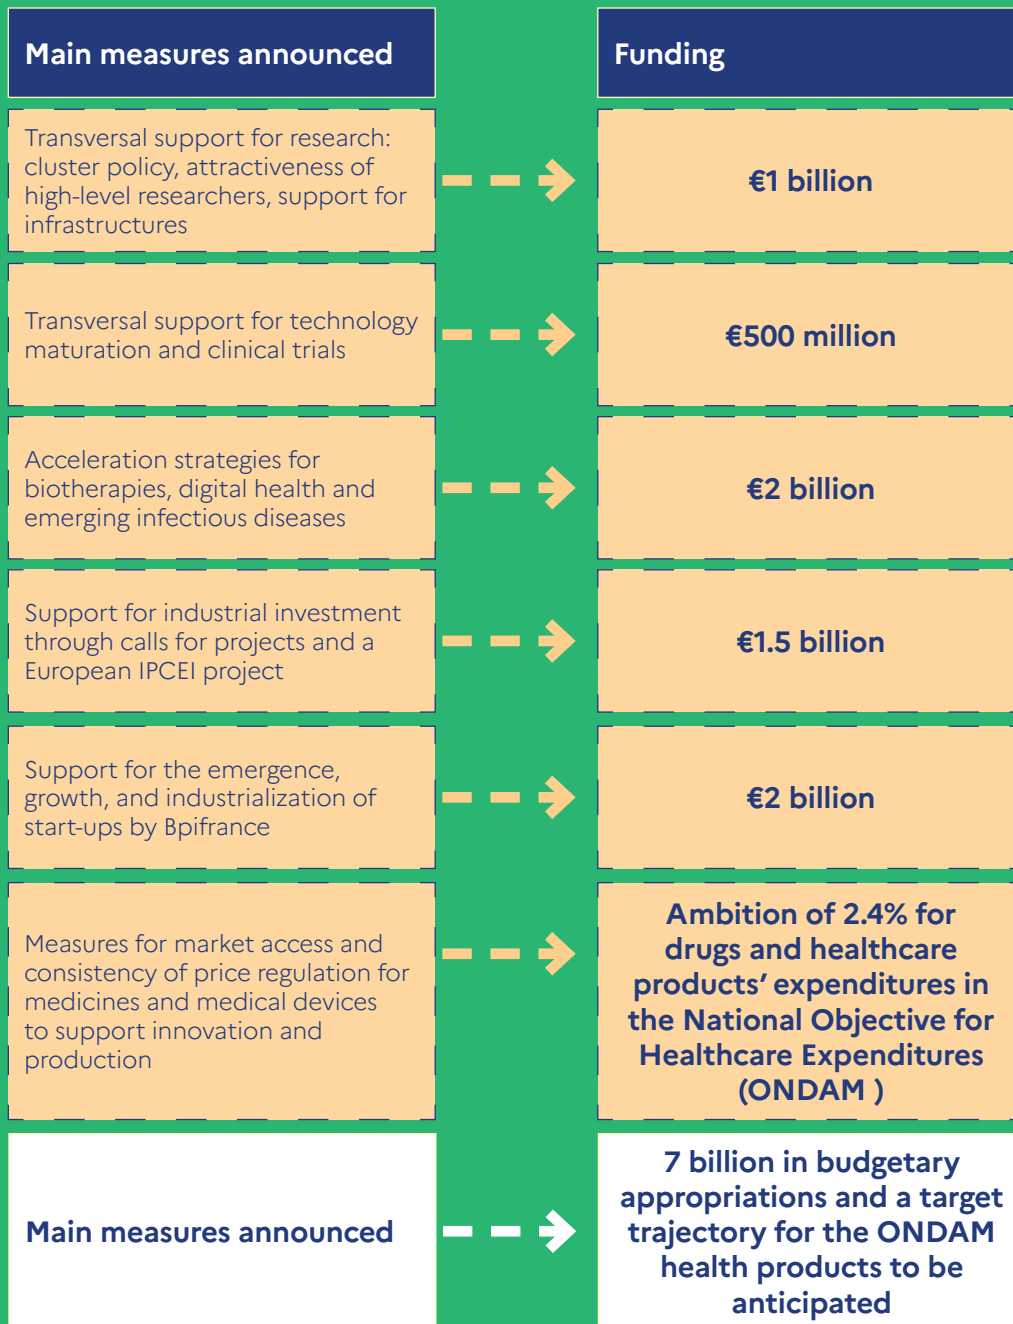 Main measures announced
Funding
Transversal support for research:
cluster policy, attractiveness of
high-level researchers, support for
infrastructures
€1 billion
Transversal support for technology
maturation and clinical trials
€500 million
Acceleration strategies for
biotherapies, digital health and
emerging infectious diseases
€2 billion
Support for industrial investment
through calls for projects and a
European IPCEI project
€1.5 billion
Support for the emergence,
growth, and industrialization of
start-ups by Bpifrance
€2 billion
Measures for market access and
consistency of price regulation for
medicines and medical devices
to support innovation and
production
Ambition of 2.4% for
drugs and healthcare
products’ expenditures in
the National Objective for
Healthcare Expenditures
(ONDAM )
Main measures announced
7 billion in budgetary
appropriations and a target
trajectory for the ONDAM
health products to be
anticipated